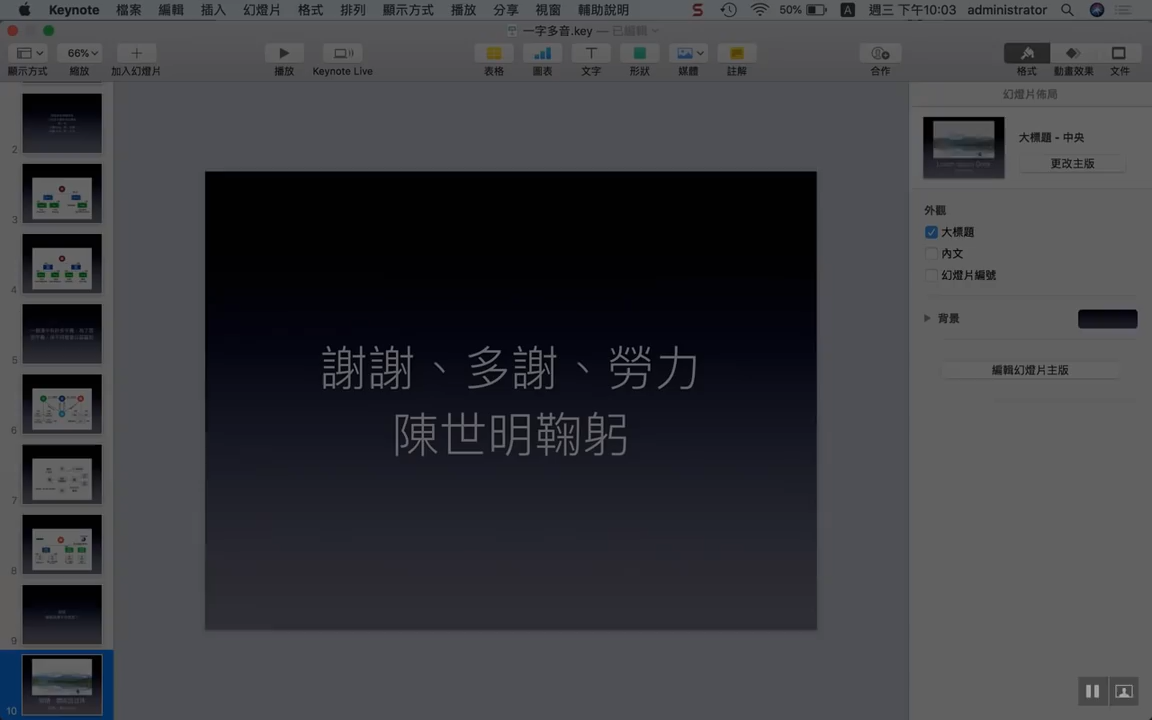 Keynote 檔案 編輯 插入 幻燈片 格式 排列 顯示方式 播放 分享 視窗 輔助說明 50% A 週三 下午10:03 administrator
一字多音.key — 已編輯
66%
顯示方式 縮放 加入幻燈片 播放 Keynote Live 表格 圖表 文字 形狀 媒體 註解 合作 格式 動畫效果 文件
幻燈片佈局
大標題 - 中央
更改主版
外觀
大標題
內文
幻燈片編號
背景
編輯幻燈片主版
謝謝、多謝、勞力
陳世明鞠躬
2
3
4
5
6
7
8
9
10